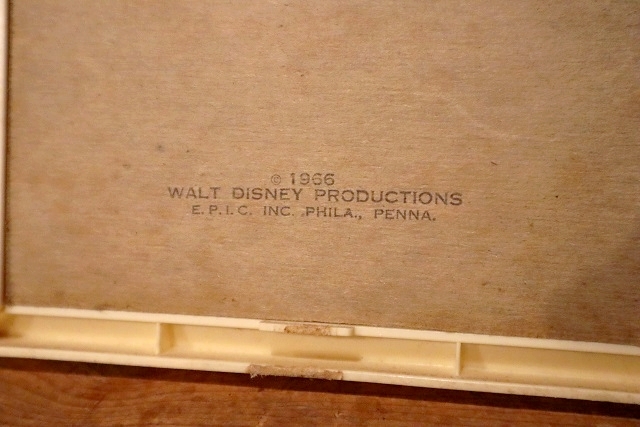 © 1966
WALT DISNEY PRODUCTIONS
E.P.I.C. INC. PHILA., PENNA.